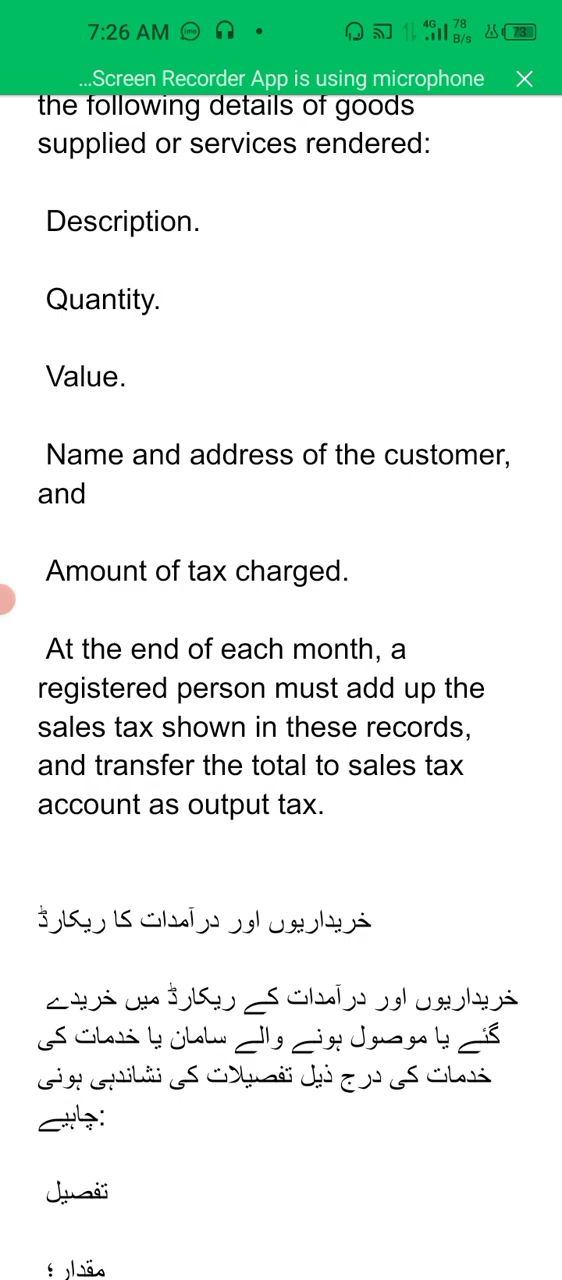 7:26 AM
4G 78 B/s 73
...Screen Recorder App is using microphone
the following details of goods
supplied or services rendered:
Description.
Quantity.
Value.
Name and address of the customer,
and
Amount of tax charged.
At the end of each month, a
registered person must add up the
sales tax shown in these records,
and transfer the total to sales tax
account as output tax.
خریداریوں اور درآمدات کا ریکارڈ
خریداریوں اور درآمدات کے ریکارڈ میں خریدے
گئے یا موصول ہونے والے سامان یا خدمات کی
خدمات کی درج ذیل تفصیلات کی نشاندہی ہونی
چاہیے:
تفصیل
مقدار ؛